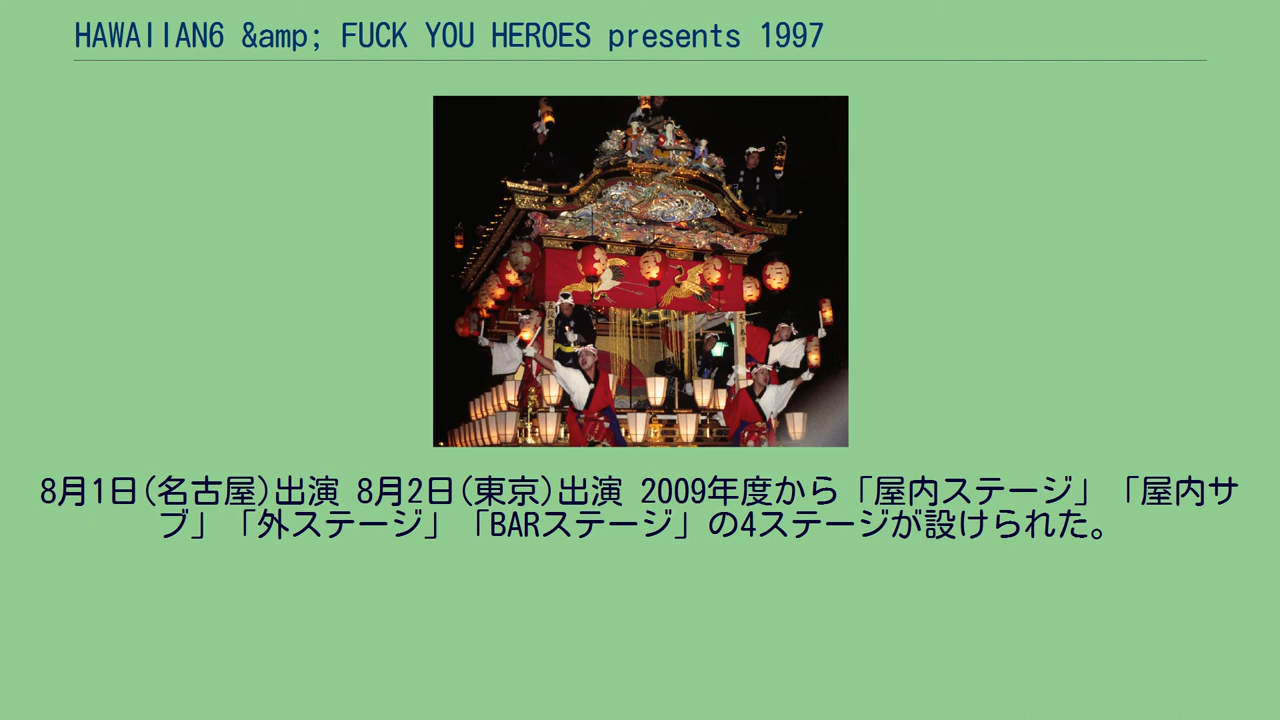 HAWAIIAN6 &amp; FUCK YOU HEROES presents 1997
8月1日(名古屋)出演 8月2日(東京)出演 2009年度から「屋内ステージ」「屋内サ
ブ」「外ステージ」「BARステージ」の4ステージが設けられた。